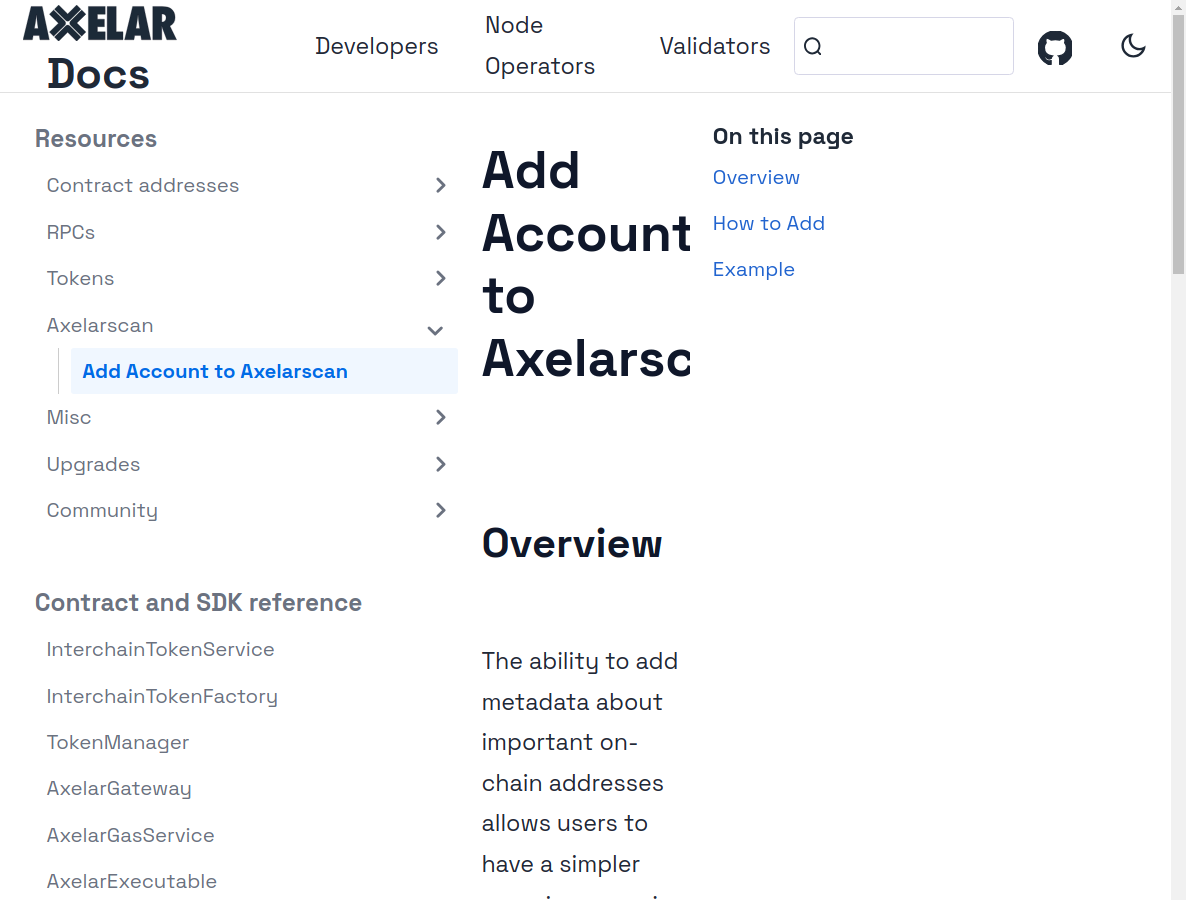 AXELAR
Docs
Developers
Node
Operators
Validators
Resources
Contract addresses
RPCs
Tokens
Axelarscan
Add Account to Axelarscan
Misc
Upgrades
Community
Contract and SDK reference
InterchainTokenService
InterchainTokenFactory
TokenManager
AxelarGateway
AxelarGasService
AxelarExecutable
Add
Account
to
Axelarsc
Overview
The ability to add
metadata about
important on-
chain addresses
allows users to
have a simpler
On this page
Overview
How to Add
Example